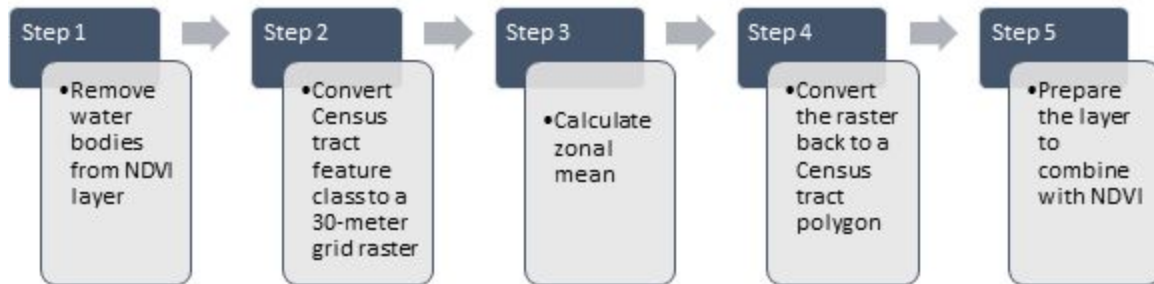 Step 1
•Remove
water
bodies
from NDVI
layer
Step 2
•Convert
Census
tract
feature
class to a
30-meter
grid raster
Step 3
•Calculate
zonal
mean
Step 4
•Convert
the raster
back to a
Census
tract
polygon
Step 5
•Prepare
the layer
to
combine
with NDVI